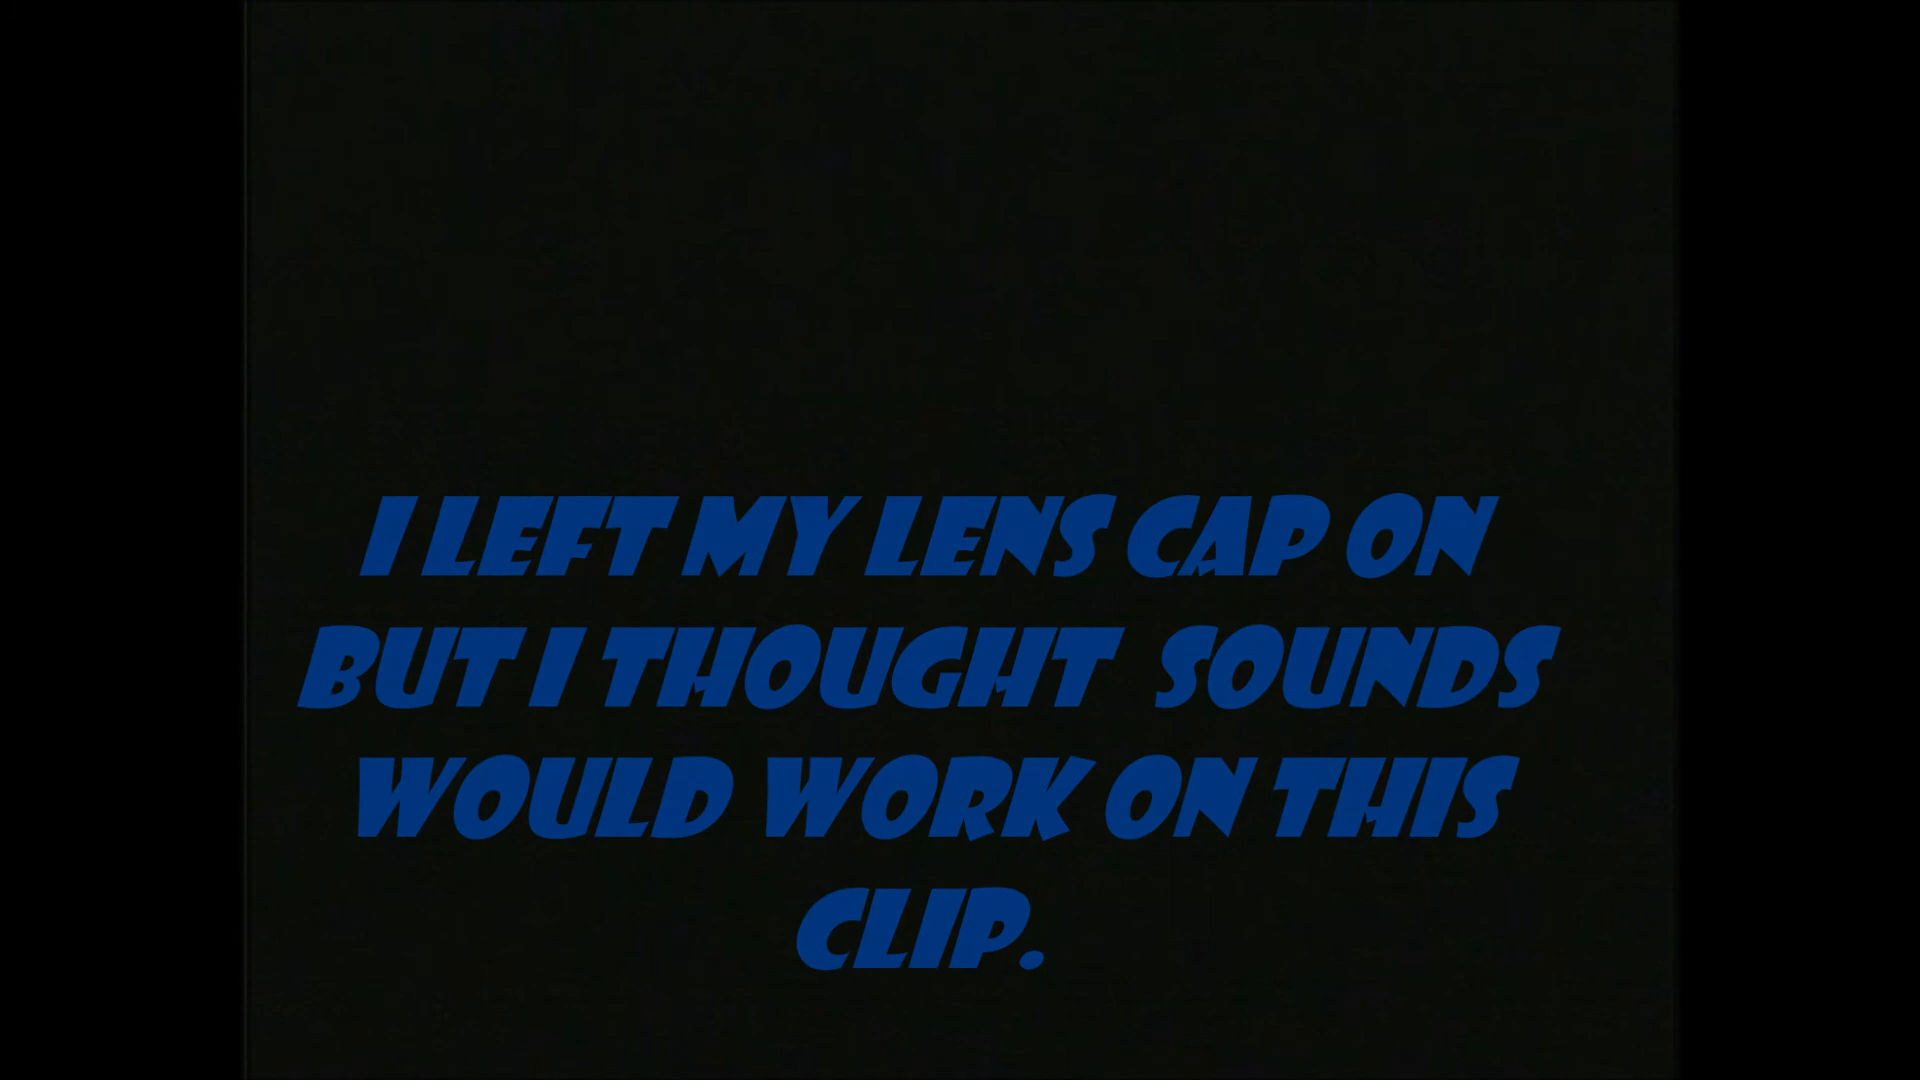 I LEFT MY LENS CAP ON
BUT I THOUGHT SOUNDS
WOULD WORK ON THIS
CLIP.